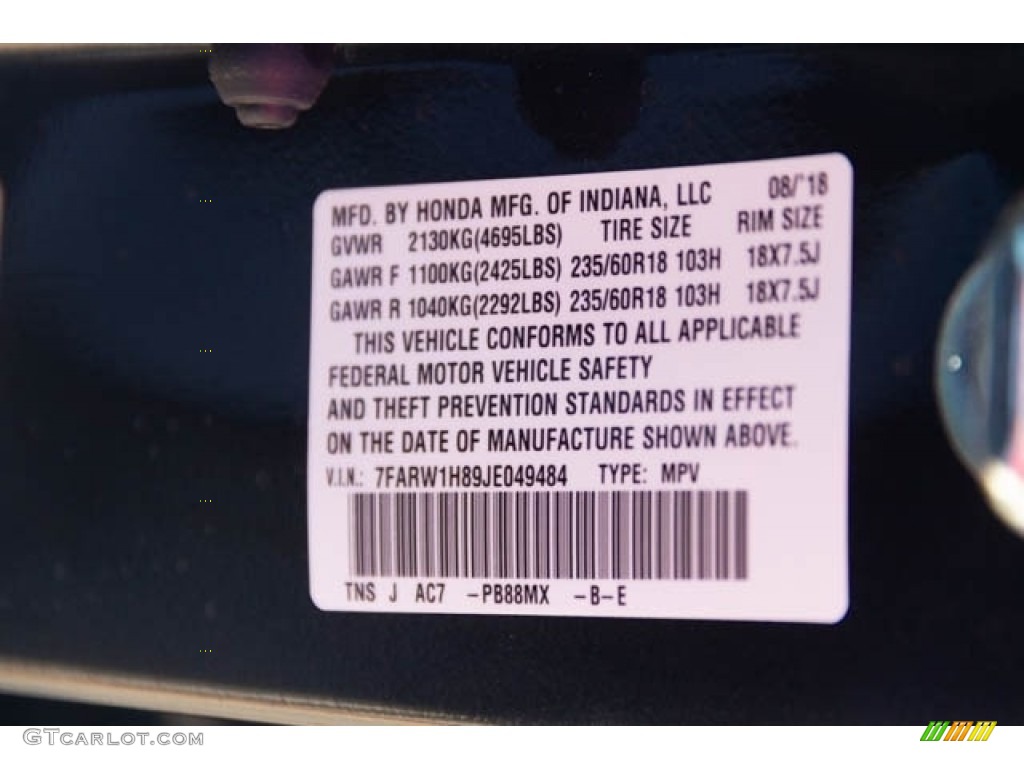 MFD. BY HONDA MFG. OF INDIANA, LLC 08/'18
GVWR 2130KG(4695LBS) TIRE SIZE RIM SIZE
GAWR F 1100KG(2425LBS) 235/60R18 103H 18X7.5J
GAWR R 1040KG(2292LBS) 235/60R18 103H 18X7.5J
THIS VEHICLE CONFORMS TO ALL APPLICABLE
FEDERAL MOTOR VEHICLE SAFETY
AND THEFT PREVENTION STANDARDS IN EFFECT
ON THE DATE OF MANUFACTURE SHOWN ABOVE.
V.I.N.: 7FARW1H89JE049484 TYPE: MPV
TNS J AC7 -PB88MX -B-E
GTcarlot.com